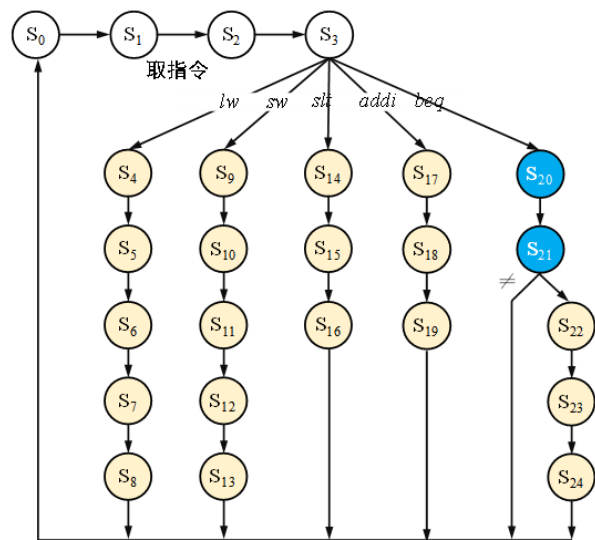 S0 S1 S2 S3
取指令
lw sw slt addi beq
S4 S9 S14 S17 S20
S5 S10 S15 S18 S21
≠
S6 S11 S16 S19 S22
S7 S12 S23
S8 S13 S24